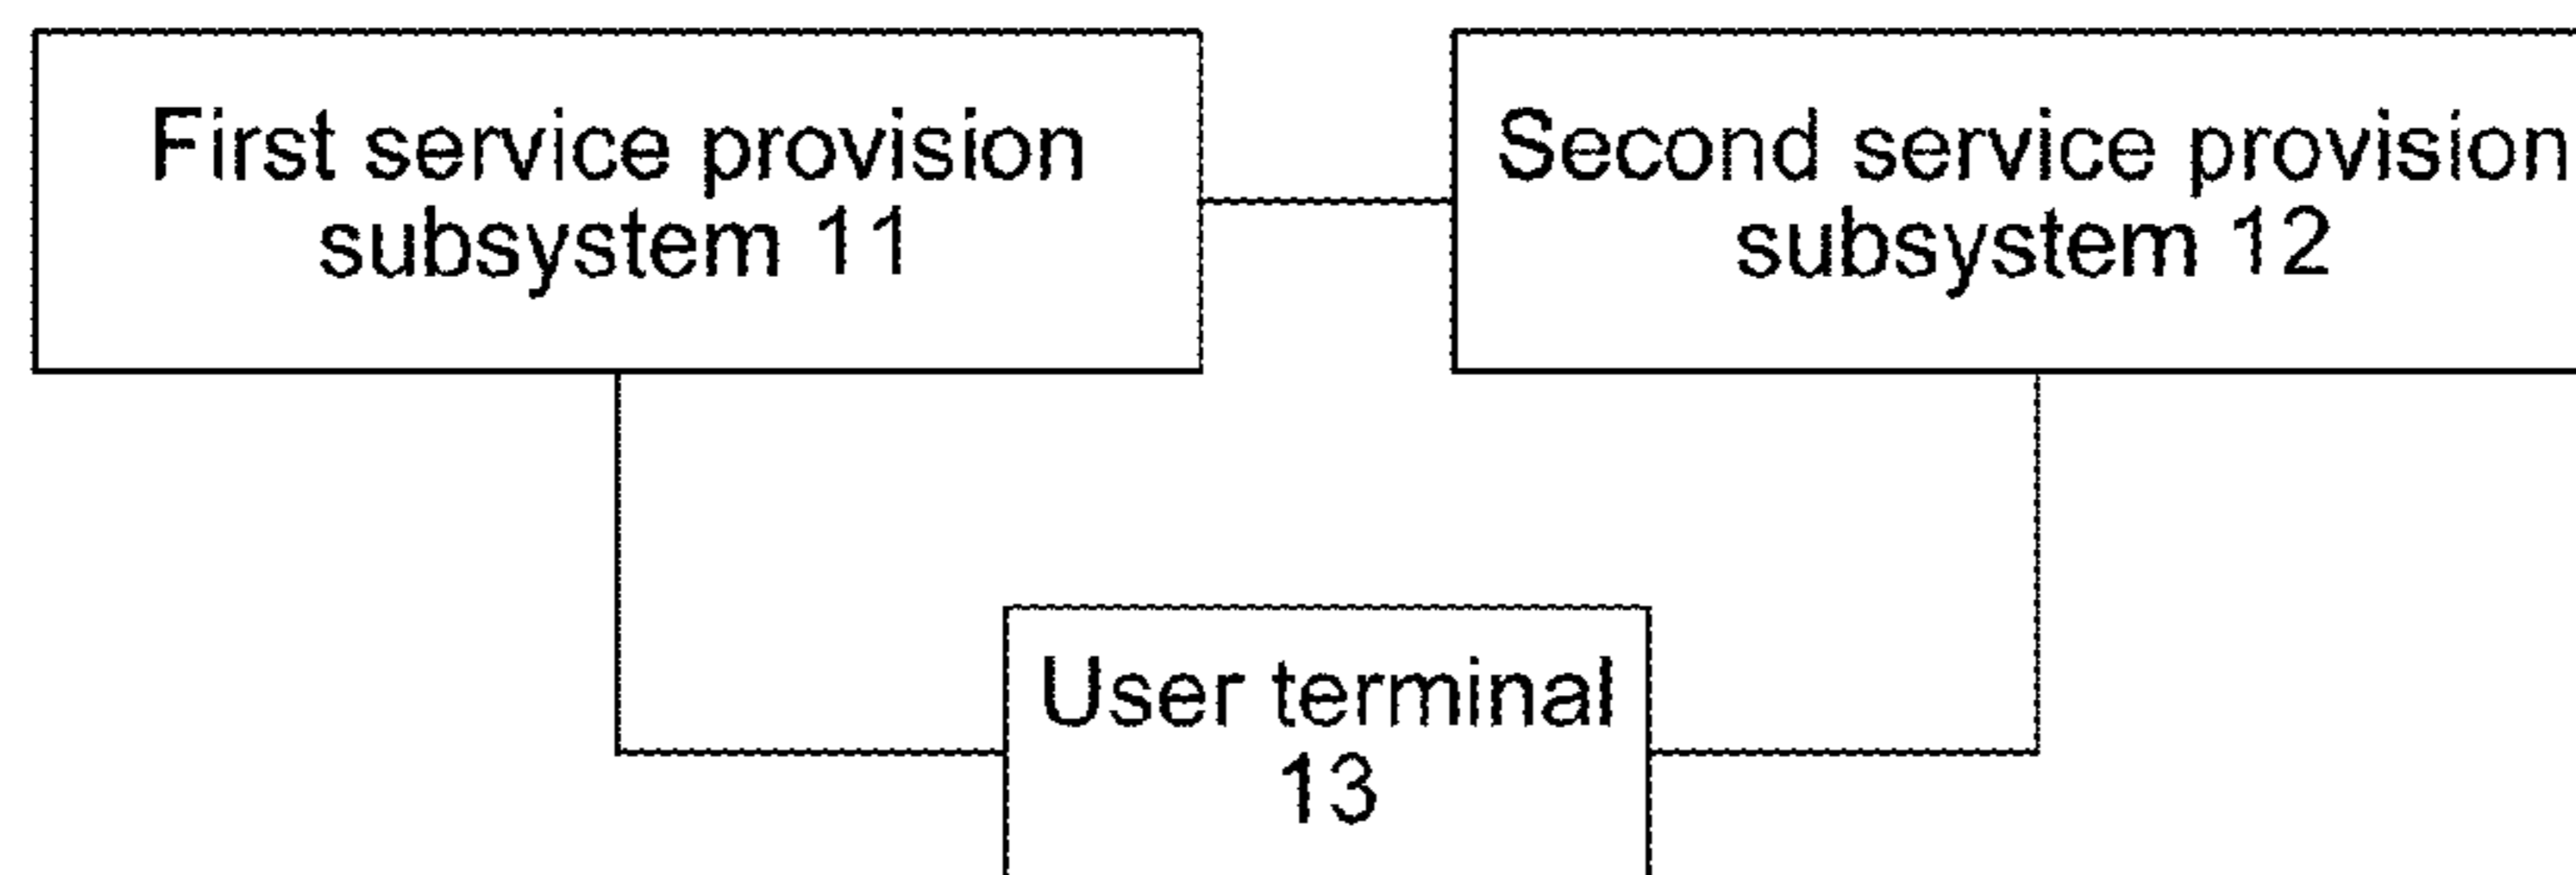 First service provision
subsystem 11
Second service provision
subsystem 12
User terminal
13